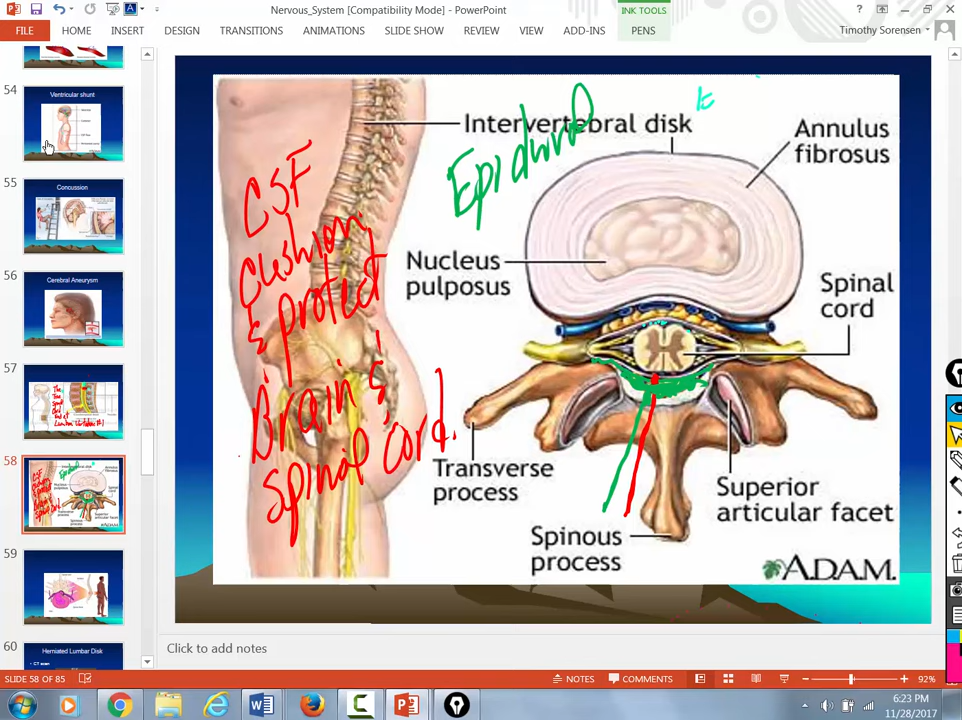 Nervous_System [Compatibility Mode] - PowerPoint
INK TOOLS
FILE HOME INSERT DESIGN TRANSITIONS ANIMATIONS SLIDE SHOW REVIEW VIEW ADD-INS PENS
Timothy Sorensen
54
Ventricular shunt
55
Concussion
56
Cerebral Aneurysm
57
58
59
60
Herniated Lumbar Disk
CT scan
CSF
Cushion
& protect
Brain &
spinal cord.
Epidural
Intervertebral disk
Annulus
fibrosus
Nucleus
pulposus
Spinal
cord
Transverse
process
Superior
articular facet
Spinous
process
A.D.A.M.
Click to add notes
SLIDE 58 OF 85
NOTES
COMMENTS
92%
6:23 PM
11/28/2017